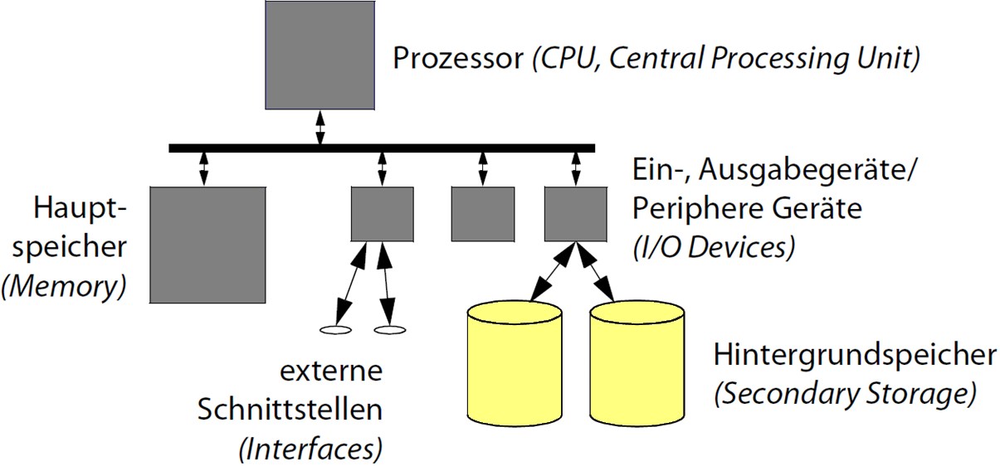 Prozessor (CPU, Central Processing Unit)
Ein-, Ausgabegeräte/
Periphere Geräte
(I/O Devices)
Haupt-
speicher
(Memory)
externe
Schnittstellen
(Interfaces)
Hintergrundspeicher
(Secondary Storage)